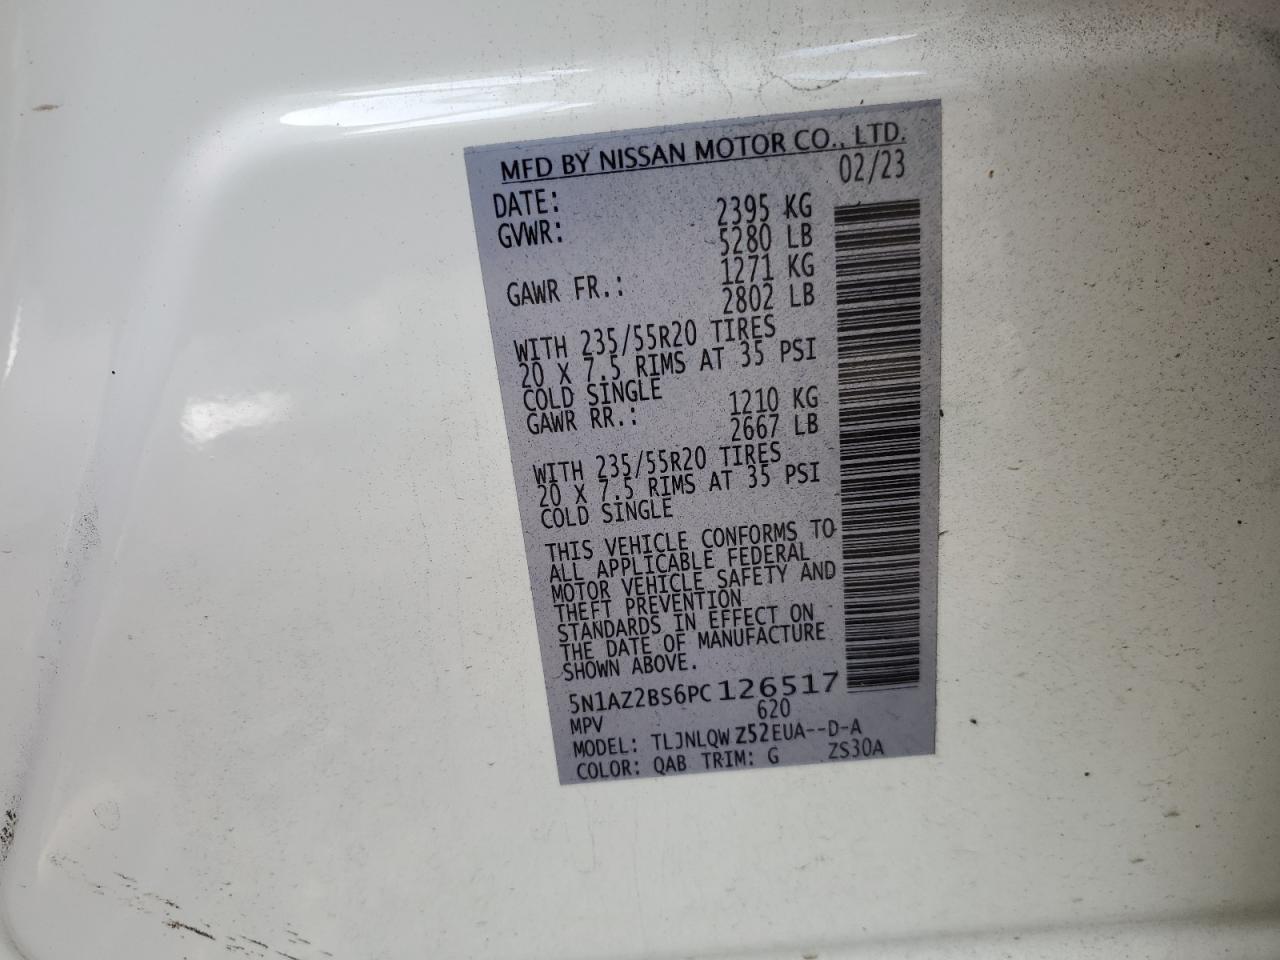 MFD BY NISSAN MOTOR CO., LTD.
DATE: 02/23
GVWR: 2395 KG
5280 LB
GAWR FR.: 1271 KG
2802 LB
WITH 235/55R20 TIRES
20 X 7.5 RIMS AT 35 PSI
COLD SINGLE
GAWR RR.: 1210 KG
2667 LB
WITH 235/55R20 TIRES
20 X 7.5 RIMS AT 35 PSI
COLD SINGLE
THIS VEHICLE CONFORMS TO
ALL APPLICABLE FEDERAL
MOTOR VEHICLE SAFETY AND
THEFT PREVENTION
STANDARDS IN EFFECT ON
THE DATE OF MANUFACTURE
SHOWN ABOVE.
5N1AZ2BS6PC 126517
MPV 620
MODEL: TLJNLQW Z52EUA--D-A
COLOR: QAB TRIM: G ZS30A